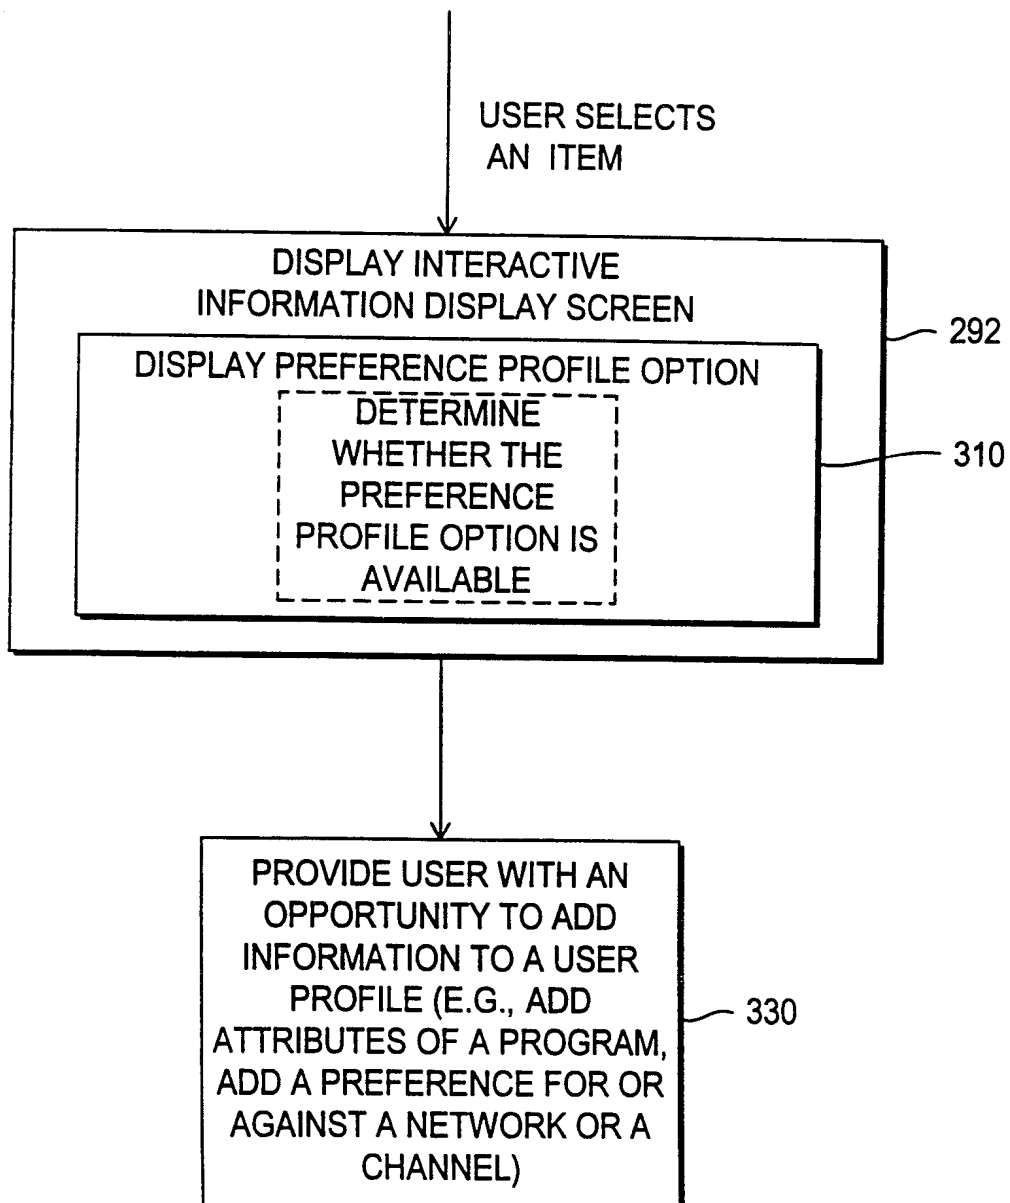 USER SELECTS
AN ITEM
DISPLAY INTERACTIVE
INFORMATION DISPLAY SCREEN
292
DISPLAY PREFERENCE PROFILE OPTION
DETERMINE
WHETHER THE
PREFERENCE
PROFILE OPTION IS
AVAILABLE
310
PROVIDE USER WITH AN
OPPORTUNITY TO ADD
INFORMATION TO A USER
PROFILE (E.G., ADD
ATTRIBUTES OF A PROGRAM,
ADD A PREFERENCE FOR OR
AGAINST A NETWORK OR A
CHANNEL)
330